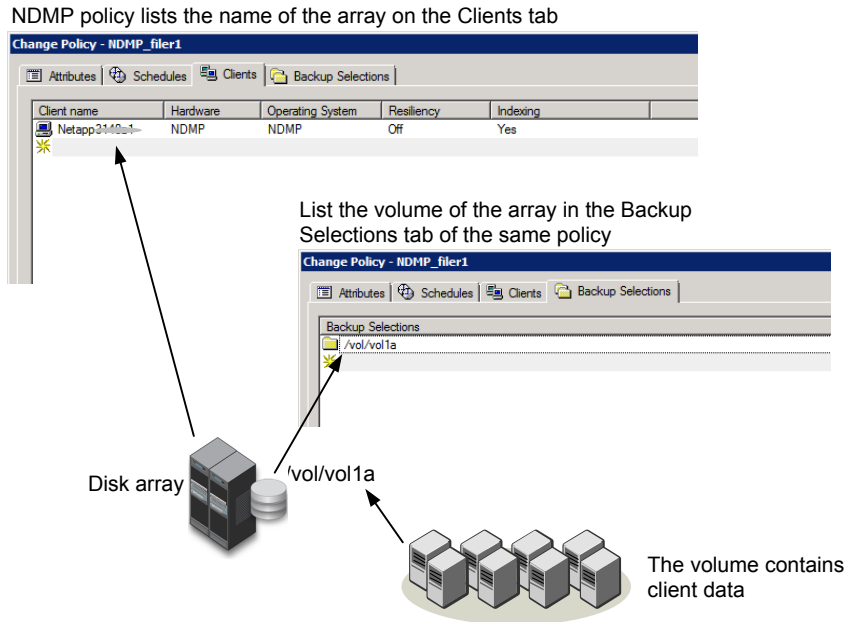 NDMP policy lists the name of the array on the Clients tab
Change Policy - NDMP_filer1
Attributes Schedules Clients Backup Selections
Client name Hardware Operating System Resiliency Indexing
NDMP NDMP Off Yes
List the volume of the array in the Backup
Selections tab of the same policy
Change Policy - NDMP_filer1
Attributes Schedules Clients Backup Selections
Backup Selections
/vol/vol1a
Disk array
/vol/vol1a
The volume contains
client data